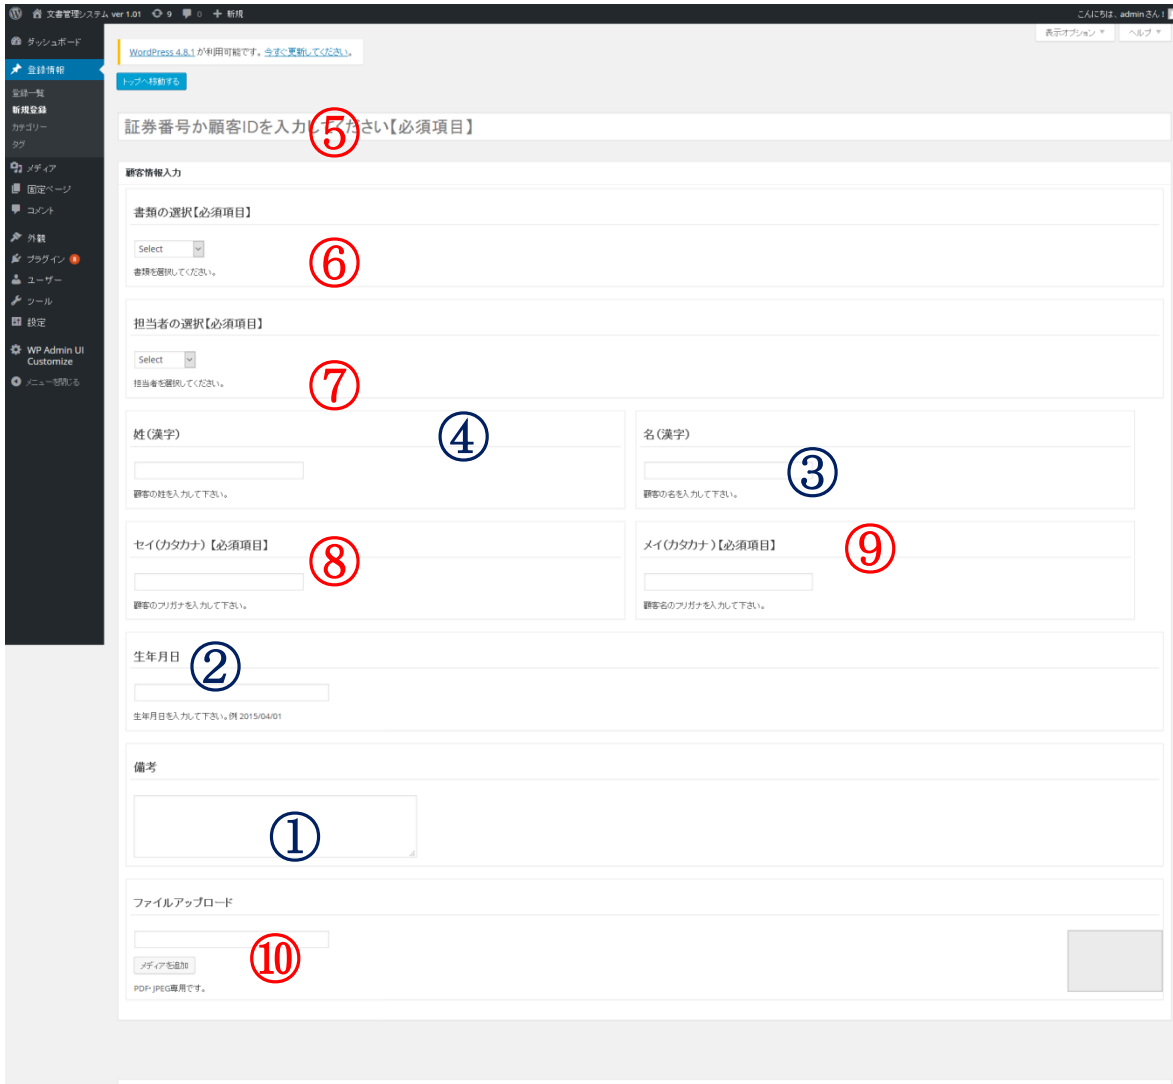 文書管理システム ver 1.01 9 0 + 新規
こんにちは、admin さん！
ダッシュボード
登録情報
登録一覧
新規登録
カテゴリー
タグ
メディア
固定ページ
コメント
外観
プラグイン 8
ユーザー
ツール
設定
WP Admin UI
Customize
メニューを閉じる
表示オプション ▼
ヘルプ ▼
WordPress 4.8.1 が利用可能です。今すぐ更新してください。
トップへ移動する
証券番号か顧客IDを入力してください【必須項目】
⑤
顧客情報入力
書類の選択【必須項目】
Select
⑥
書類を選択してください。
担当者の選択【必須項目】
Select
⑦
担当者を選択してください。
姓(漢字)
④
顧客の姓を入力して下さい。
名(漢字)
③
顧客の名を入力して下さい。
セイ(カタカナ)【必須項目】
⑧
顧客のフリガナを入力して下さい。
メイ(カタカナ)【必須項目】
⑨
顧客名のフリガナを入力して下さい。
生年月日
②
生年月日を入力して下さい。例 2015/04/01
備考
①
ファイルアップロード
⑩
メディアを追加
PDF・JPEG専用です。